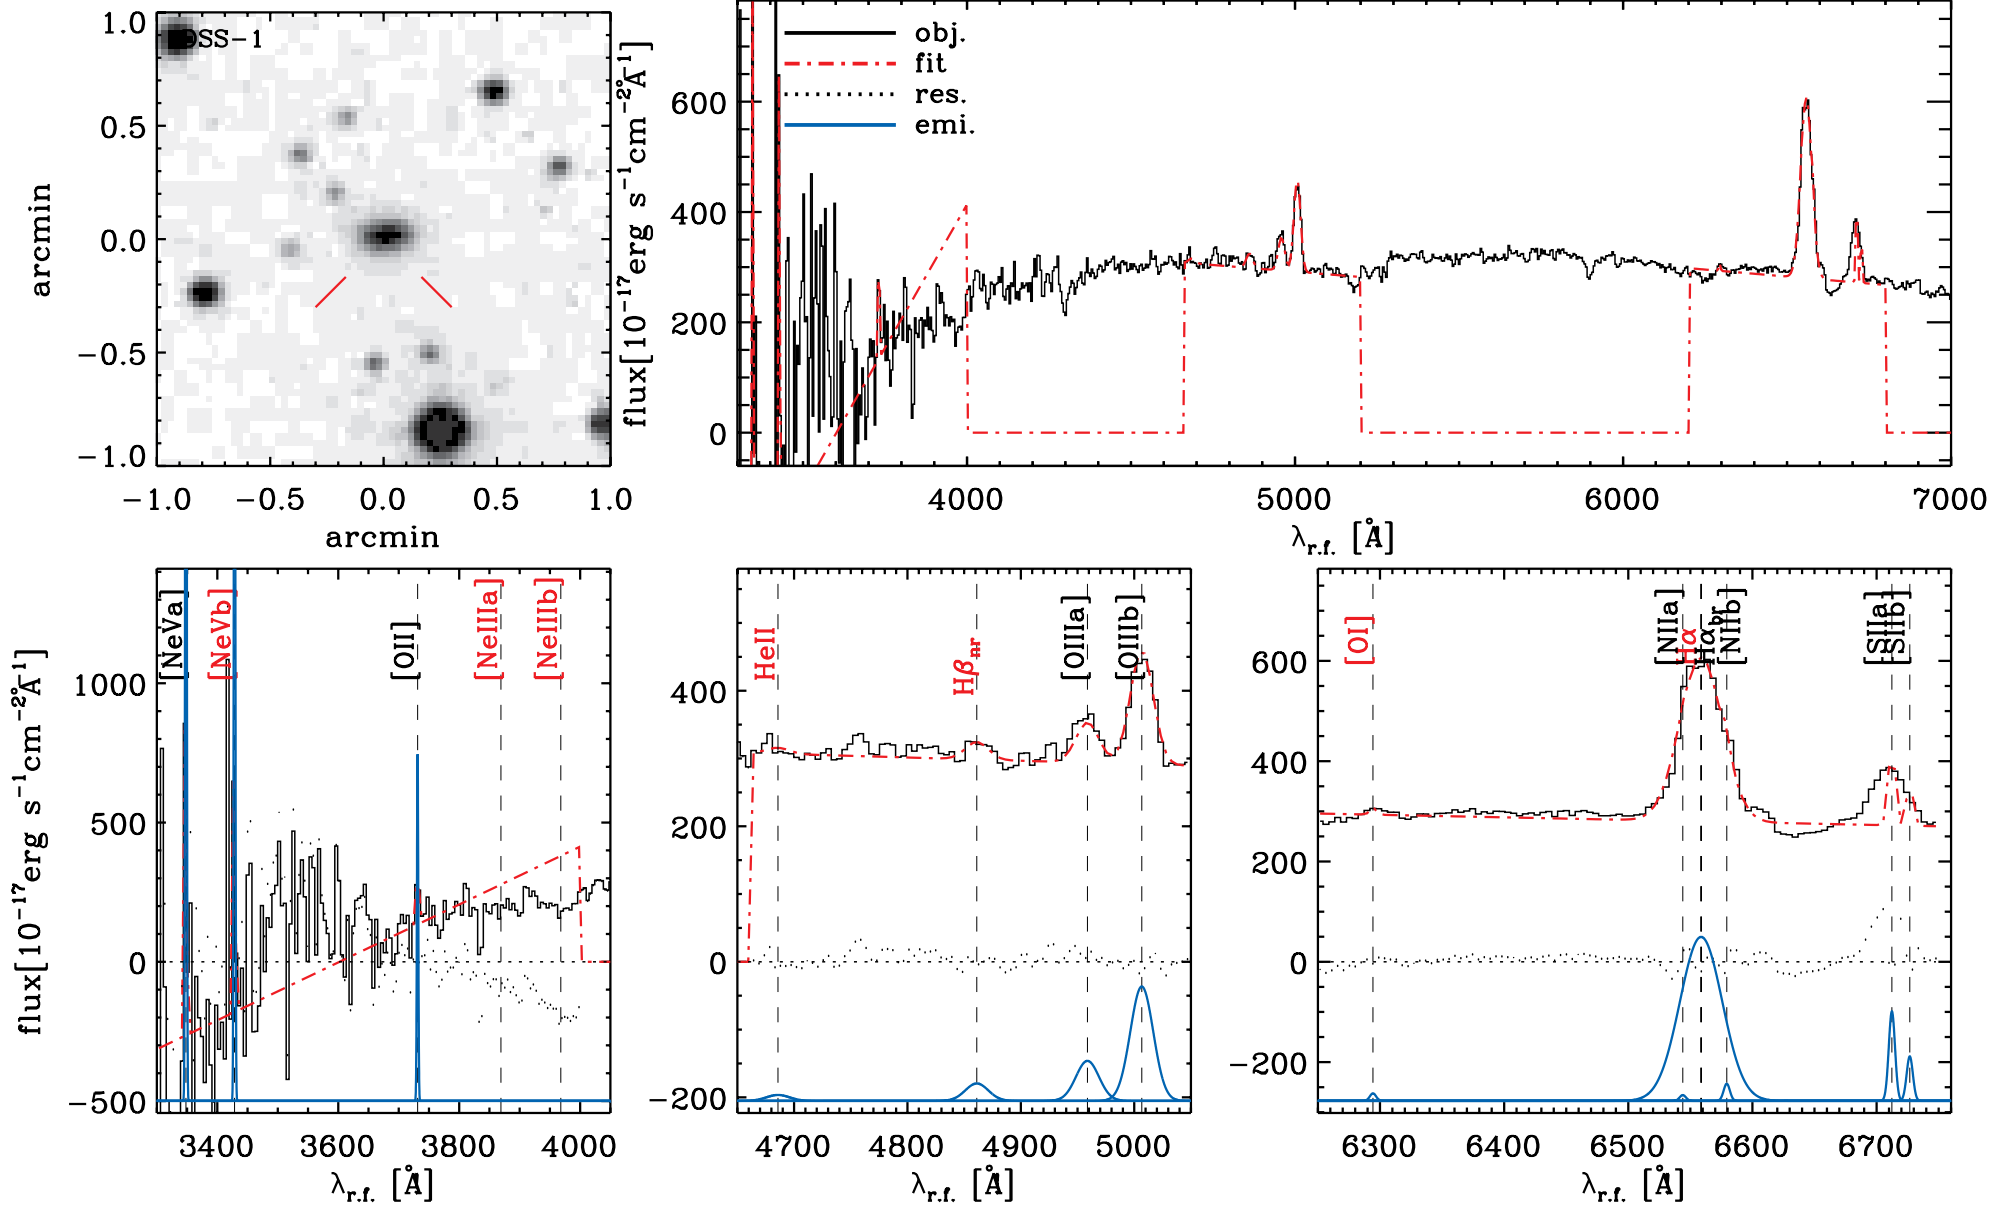 DSS-1
1.0
0.5
0.0
−0.5
−1.0
arcmin
−1.0 −0.5 0.0 0.5 1.0
arcmin
obj.
fit
res.
emi.
600
400
200
0
flux[10⁻¹⁷erg s⁻¹cm⁻²Å⁻¹]
4000 5000 6000 7000
λr.f. [Å]
[NeVa] [NeVb] [OII] [NeIIIa] [NeIIIb]
1000
500
0
−500
flux[10⁻¹⁷erg s⁻¹cm⁻²Å⁻¹]
3400 3600 3800 4000
λr.f. [Å]
HeII Hβnr [OIIIa] [OIIIb]
400
200
0
−200
4700 4800 4900 5000
λr.f. [Å]
[OI] [NIIa] Hα Hαbr [NIIb] [SIIa] [SIIb]
600
400
200
0
−200
6300 6400 6500 6600 6700
λr.f. [Å]